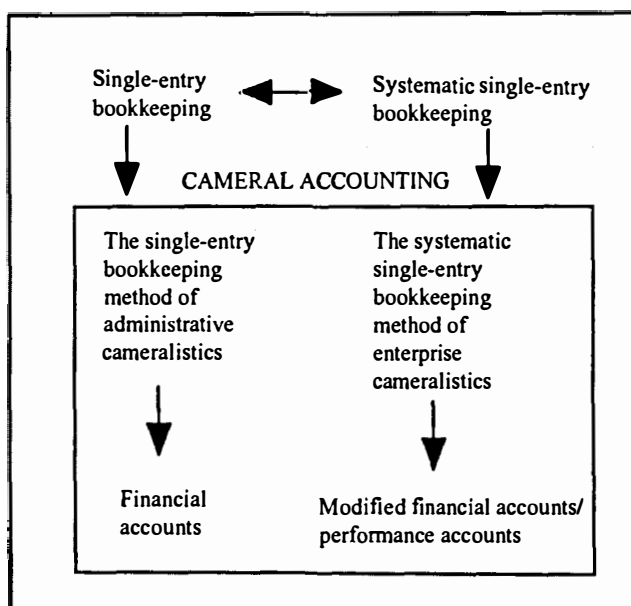 Single-entry
bookkeeping
Systematic single-entry
bookkeeping
CAMERAL ACCOUNTING
The single-entry
bookkeeping
method of
administrative
cameralistics
The systematic
single-entry
bookkeeping
method of
enterprise
cameralistics
Financial
accounts
Modified financial accounts/
performance accounts